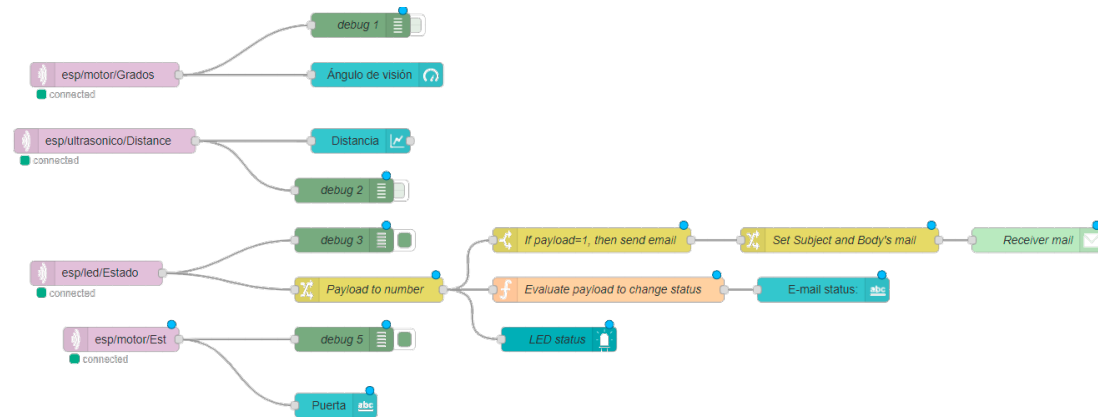 debug 1
esp/motor/Grados
Ángulo de visión
connected
esp/ultrasonico/Distance
Distancia
connected
debug 2
debug 3
If payload=1, then send email
Set Subject and Body's mail
Receiver mail
esp/led/Estado
connected
Payload to number
Evaluate payload to change status
E-mail status:
abc
esp/motor/Est
connected
debug 5
LED status
Puerta
abc